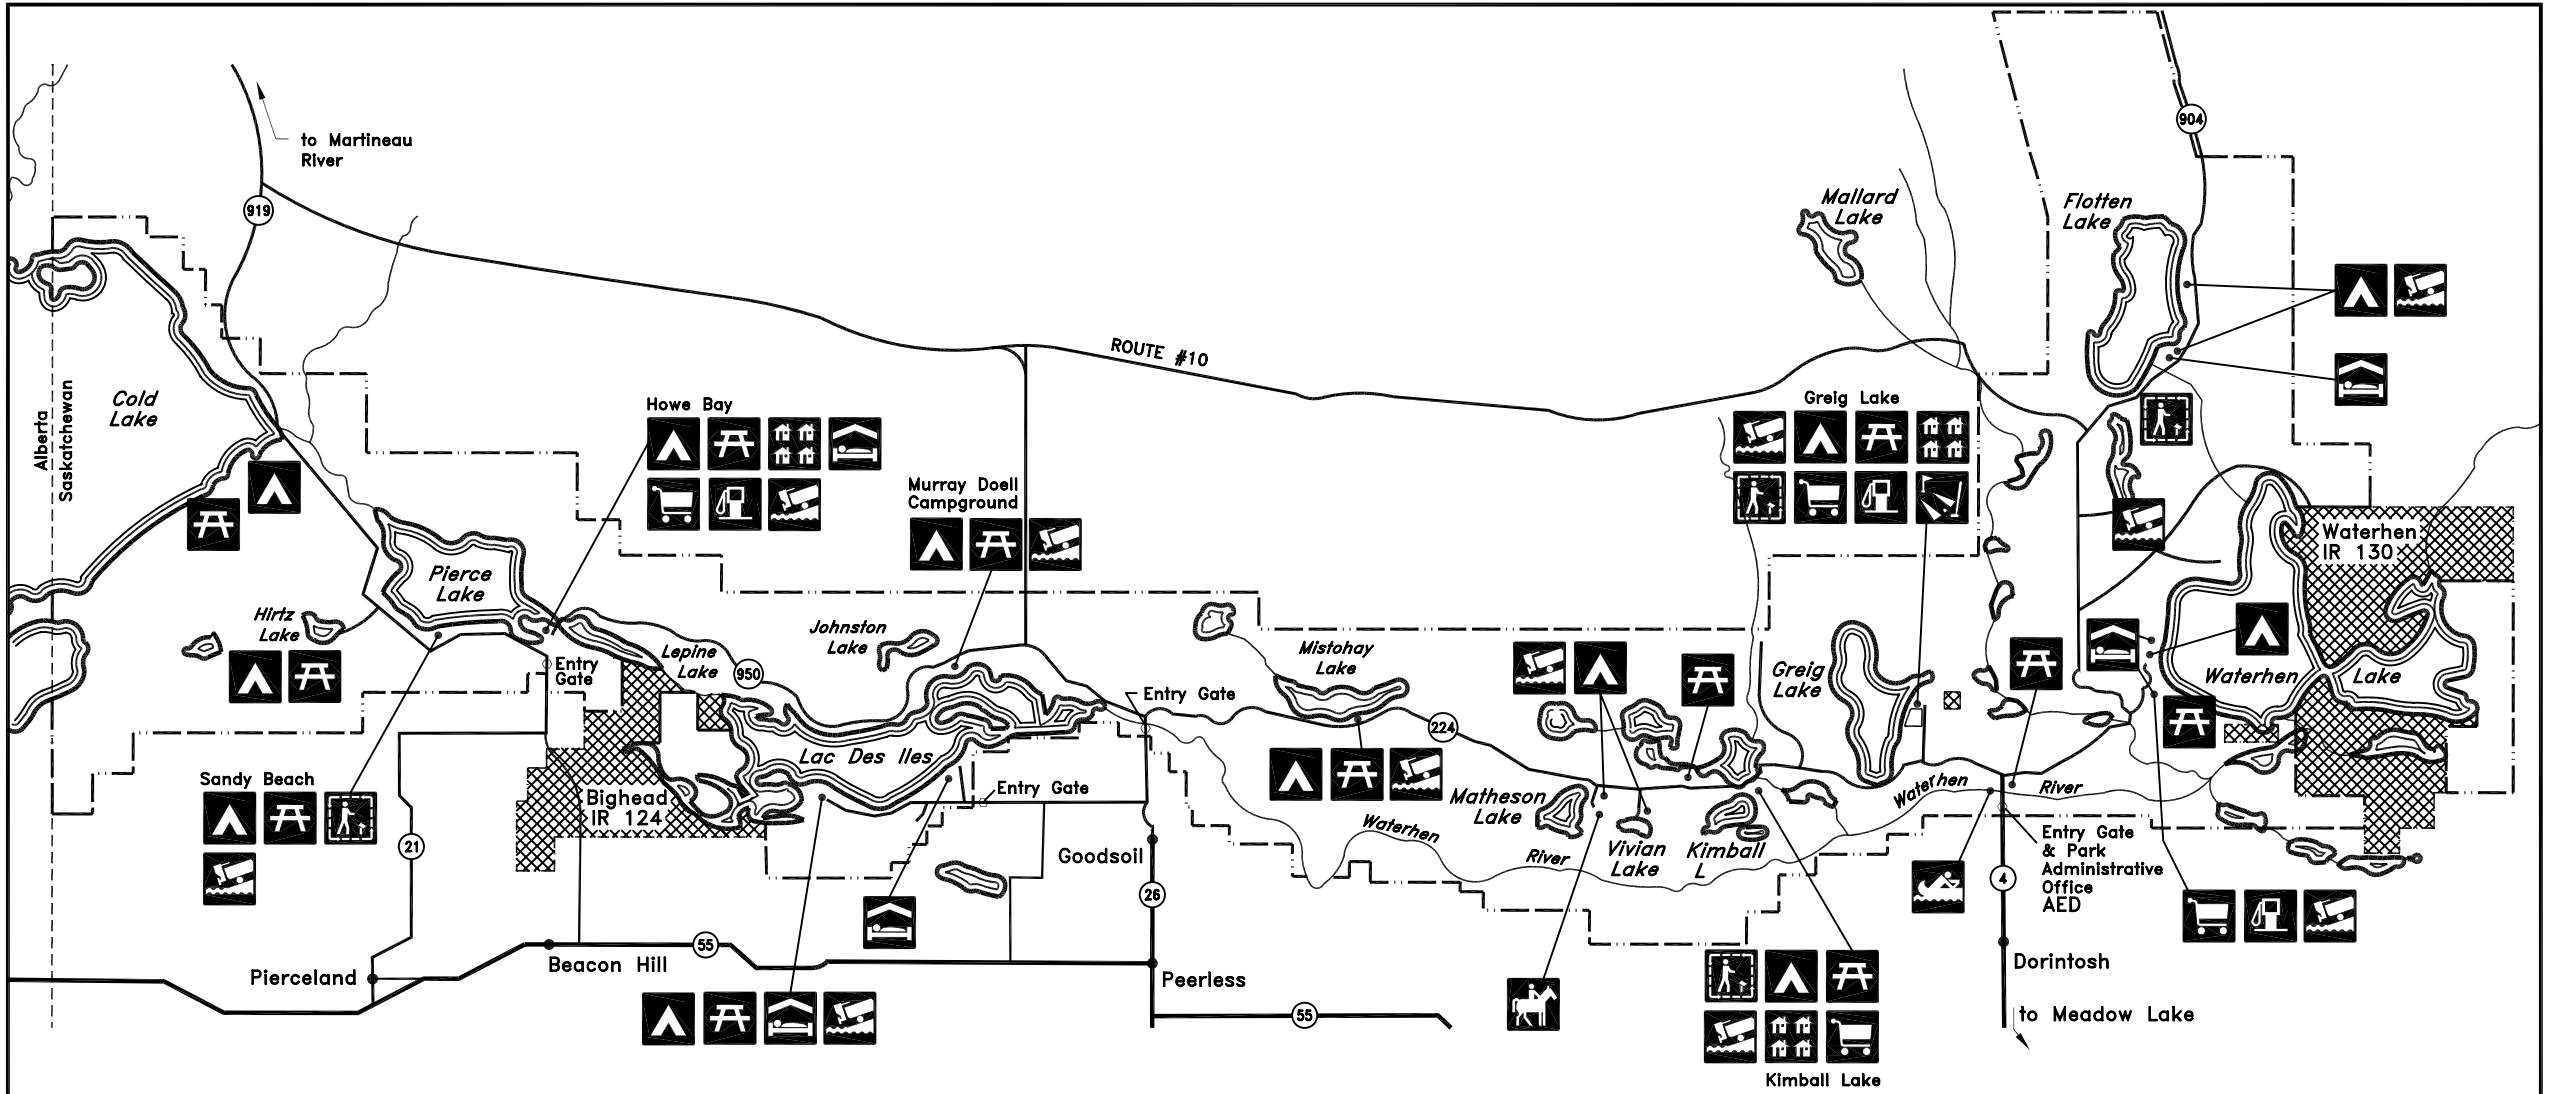 to Martineau
River
919
904
Mallard
Lake
Flotten
Lake
ROUTE #10
Cold
Lake
Alberta
Saskatchewan
Howe Bay
Greig Lake
Murray Doell
Campground
Waterhen
IR 130
Pierce
Lake
Hirtz
Lake
Johnston
Lake
Lepine
Lake
950
Entry
Gate
Mistohay
Lake
Greig
Lake
Waterhen
Lake
Entry Gate
224
Lac Des Iles
Sandy Beach
Entry Gate
Bighead
IR 124
Matheson
Lake
Waterhen
River
Waterhen
River
Vivian
Lake
Kimball
L
21
Goodsoil
26
4
Entry Gate
& Park
Administrative
Office
AED
55
Beacon Hill
Pierceland
Peerless
55
Dorintosh
to Meadow Lake
Kimball Lake